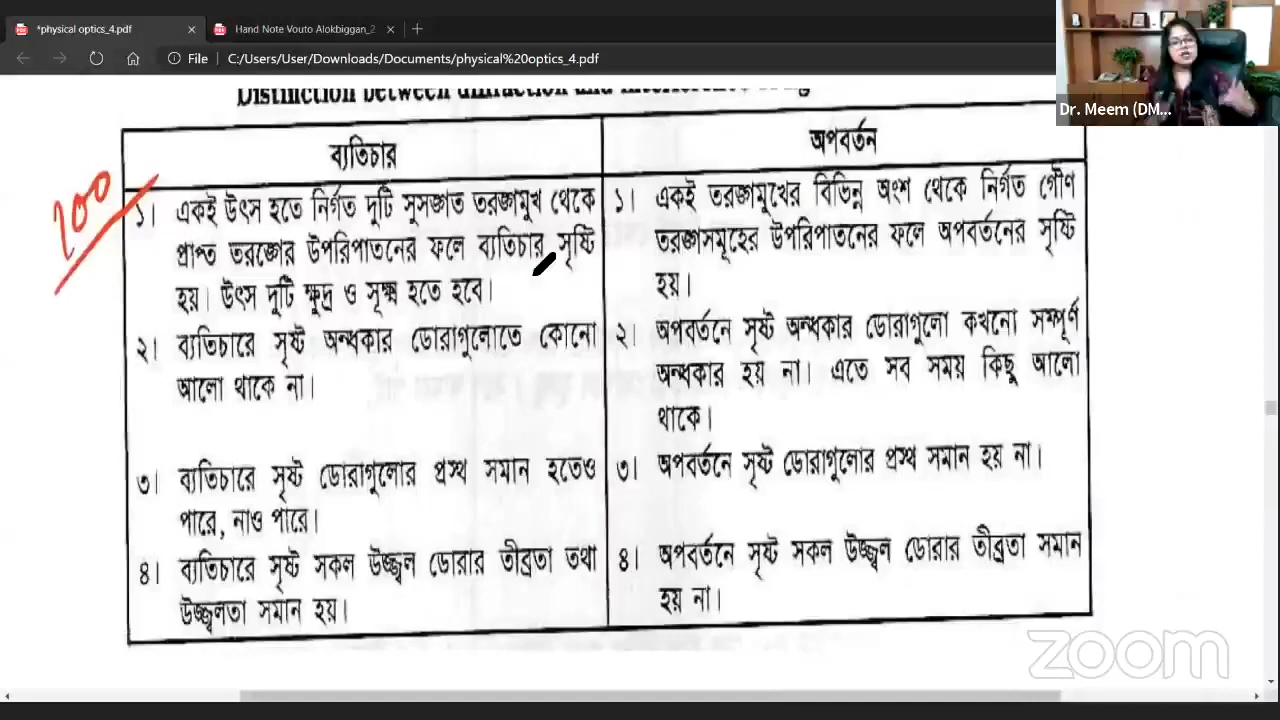 *physical optics_4.pdf
Hand Note Vouto Alokbiggan_2
File
C:/Users/User/Downloads/Documents/physical%20optics_4.pdf
Dr. Meem (DM...
Distinction between diffraction and
ব্যতিচার
অপবর্তন
১। একই উৎস হতে নির্গত দুটি সুসঙ্গত তরঙ্গমুখ থেকে
প্রাপ্ত তরঙ্গের উপরিপাতনের ফলে ব্যতিচার সৃষ্টি
হয়। উৎস দুটি ক্ষুদ্র ও সূক্ষ্ম হতে হবে।
২। ব্যতিচারে সৃষ্ট অন্ধকার ডোরাগুলোতে কোনো
আলো থাকে না।
৩। ব্যতিচারে সৃষ্ট ডোরাগুলোর প্রস্থ সমান হতেও
পারে, নাও পারে।
৪। ব্যতিচারে সৃষ্ট সকল উজ্জ্বল ডোরার তীব্রতা তথা
উজ্জ্বলতা সমান হয়।
১। একই তরঙ্গমুখের বিভিন্ন অংশ থেকে নির্গত গৌণ
তরঙ্গসমূহের উপরিপাতনের ফলে অপবর্তনের সৃষ্টি
হয়।
২। অপবর্তনে সৃষ্ট অন্ধকার ডোরাগুলো কখনো সম্পূর্ণ
অন্ধকার হয় না। এতে সব সময় কিছু আলো
থাকে।
৩। অপবর্তনে সৃষ্ট ডোরাগুলোর প্রস্থ সমান হয় না।
৪। অপবর্তনে সৃষ্ট সকল উজ্জ্বল ডোরার তীব্রতা সমান
হয় না।
zoom